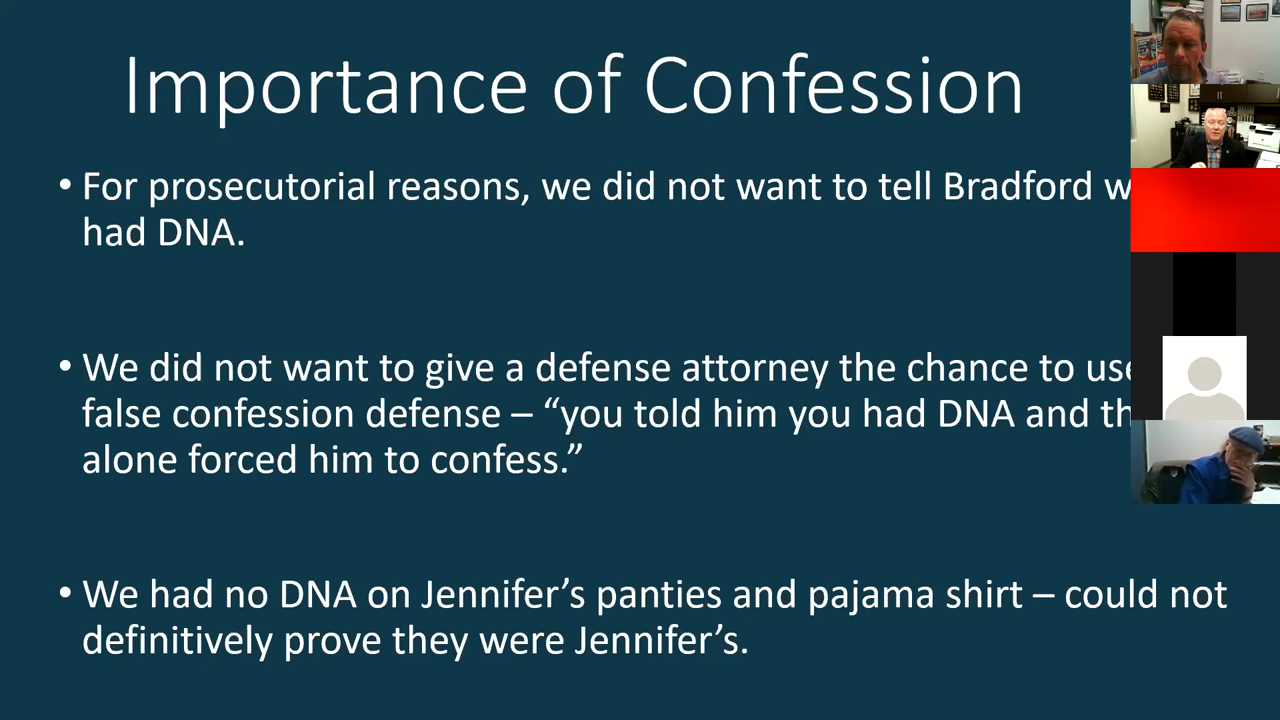 Importance of Confession
• For prosecutorial reasons, we did not want to tell Bradford
had DNA.
• We did not want to give a defense attorney the chance to use
false confession defense – “you told him you had DNA and
alone forced him to confess.”
• We had no DNA on Jennifer’s panties and pajama shirt – could not
definitively prove they were Jennifer’s.